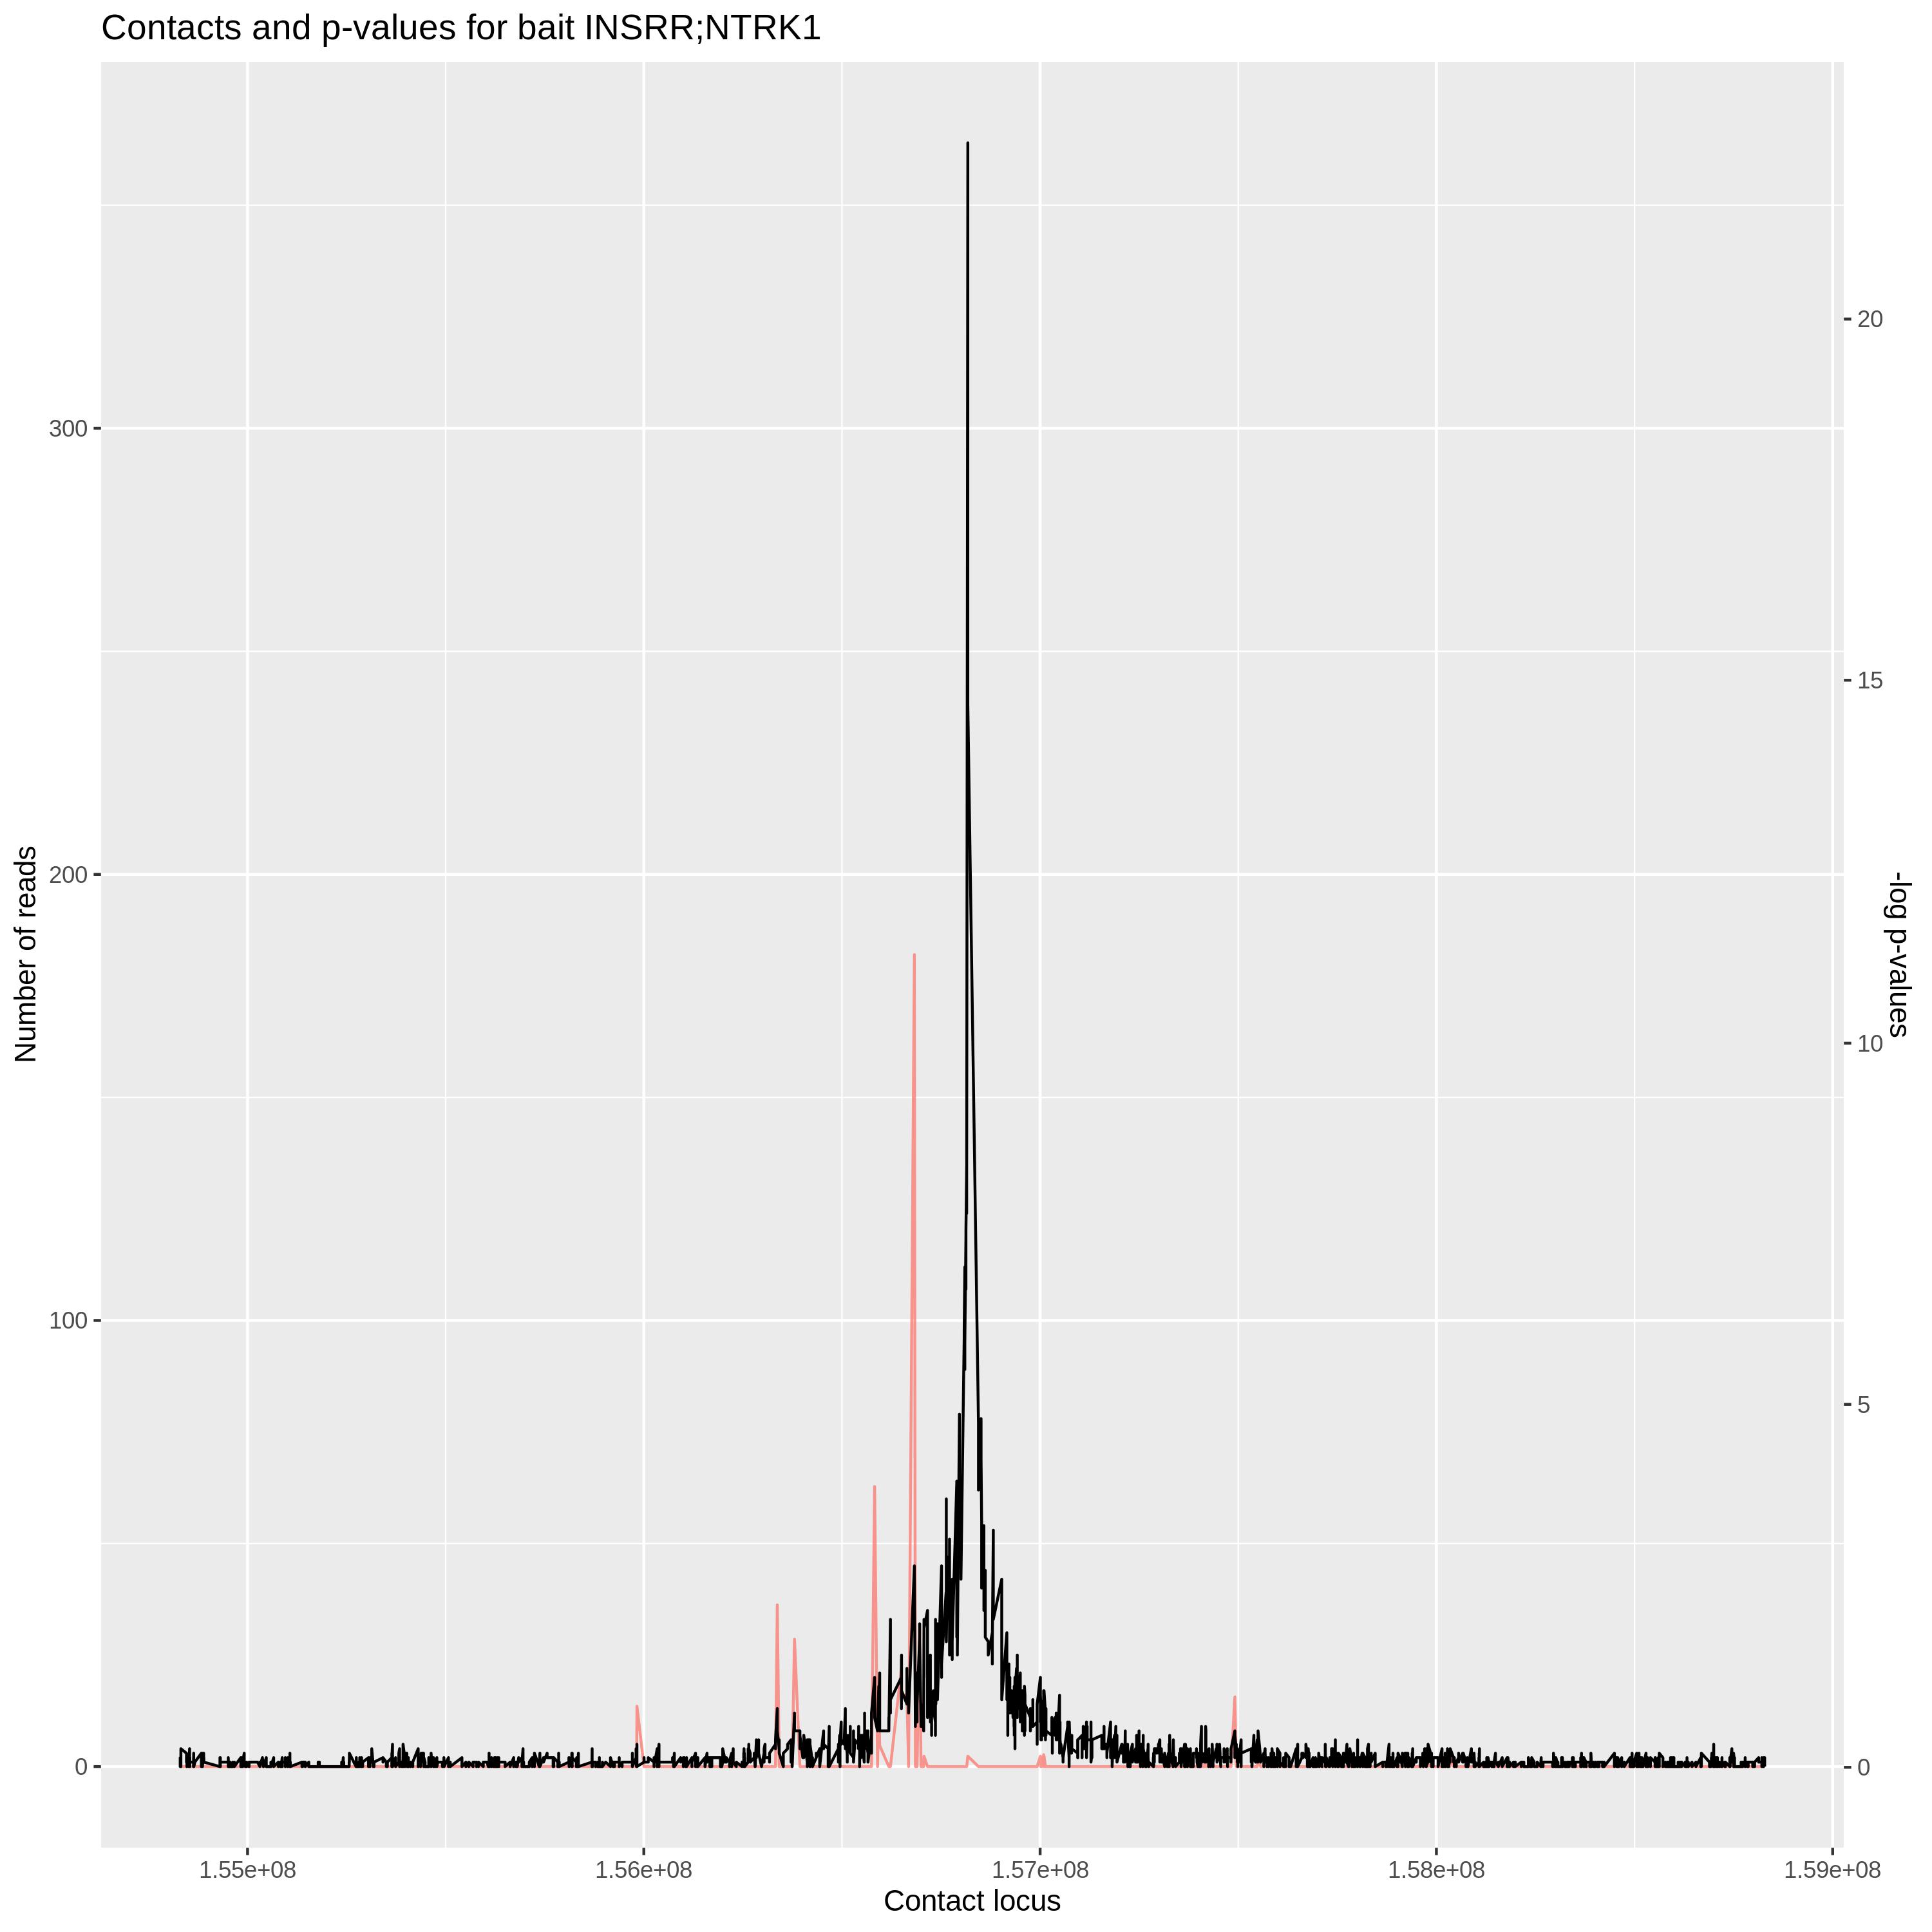 Contacts and p-values for bait INSRR;NTRK1
Number of reads
300
200
100
0
20
15
10
5
0
-log p-values
1.55e+08
1.56e+08
1.57e+08
1.58e+08
1.59e+08
Contact locus